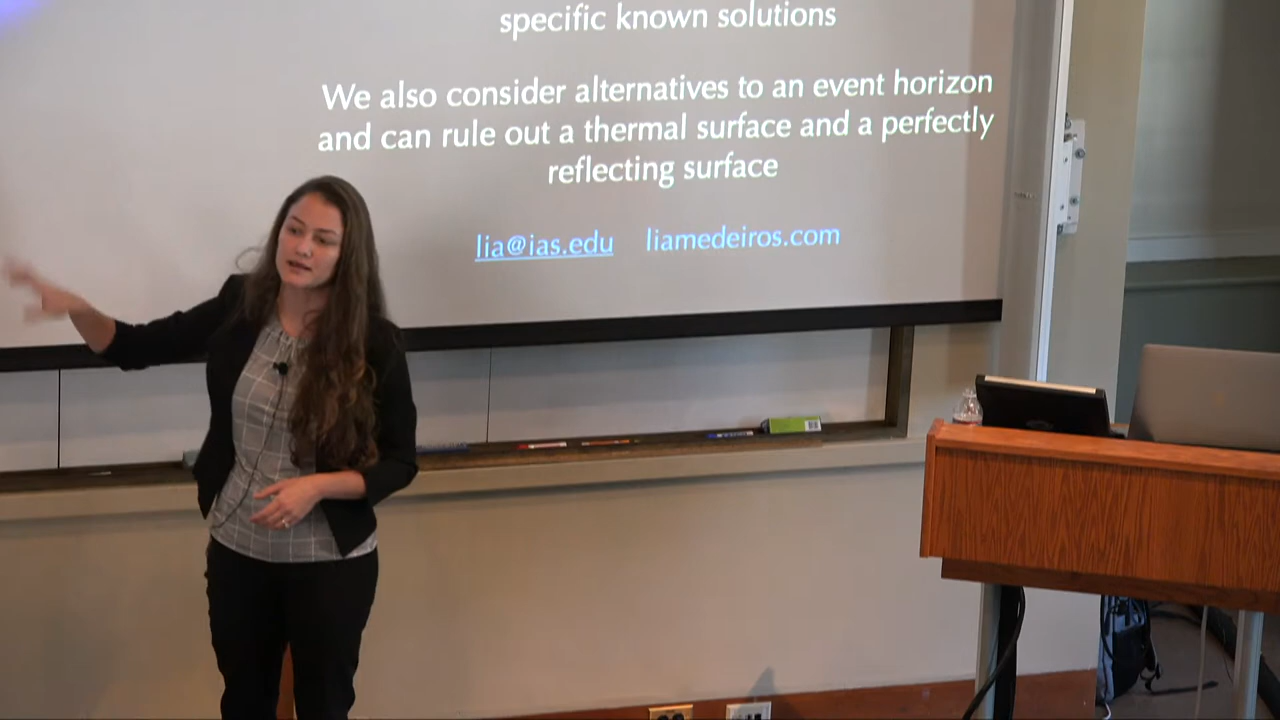 specific known solutions
We also consider alternatives to an event horizon
and can rule out a thermal surface and a perfectly
reflecting surface
lia@ias.edu liamedeiros.com